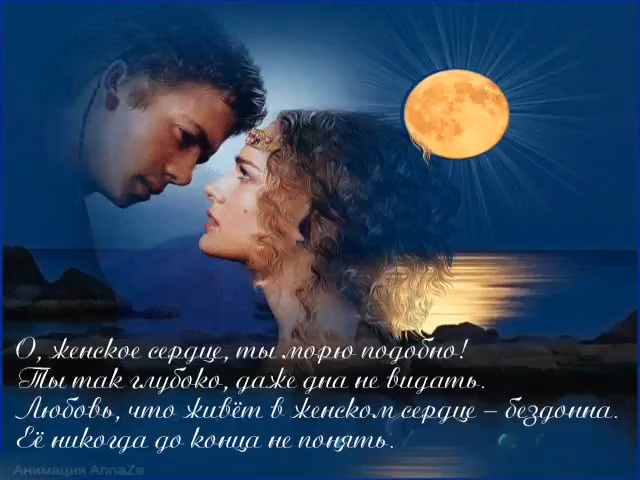 О, женское сердце, ты морю подобно!
Ты так глубоко, даже дна не видать.
Любовь, что живёт в женском сердце – бездонна.
Её никогда до конца не понять.
Анимация AnnaZe